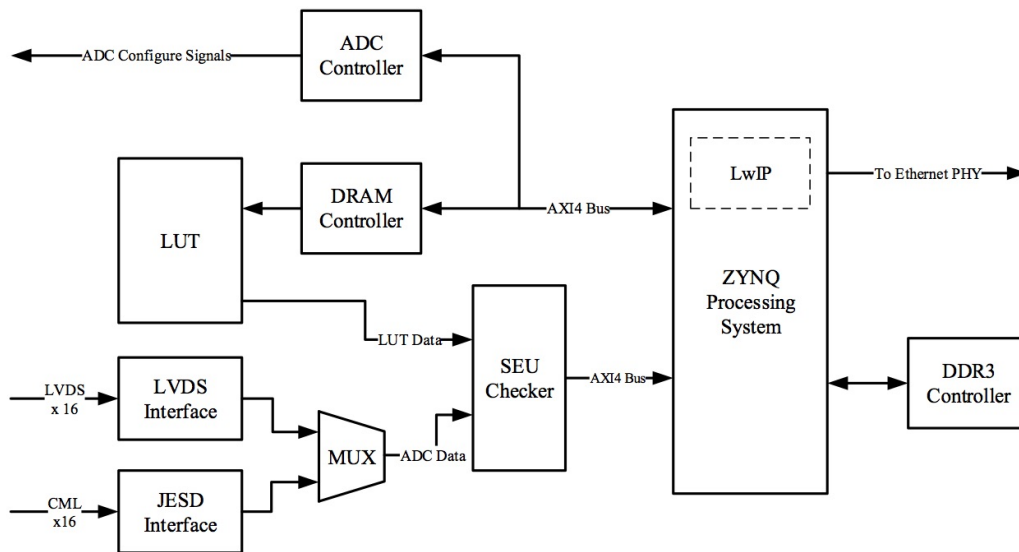 ADC
Controller
ADC Configure Signals
LwIP
To Ethernet PHY
DRAM
Controller
AXI4 Bus
LUT
ZYNQ
Processing
System
LUT Data
SEU
Checker
AXI4 Bus
DDR3
Controller
LVDS
x 16
LVDS
Interface
MUX
ADC Data
CML
x16
JESD
Interface